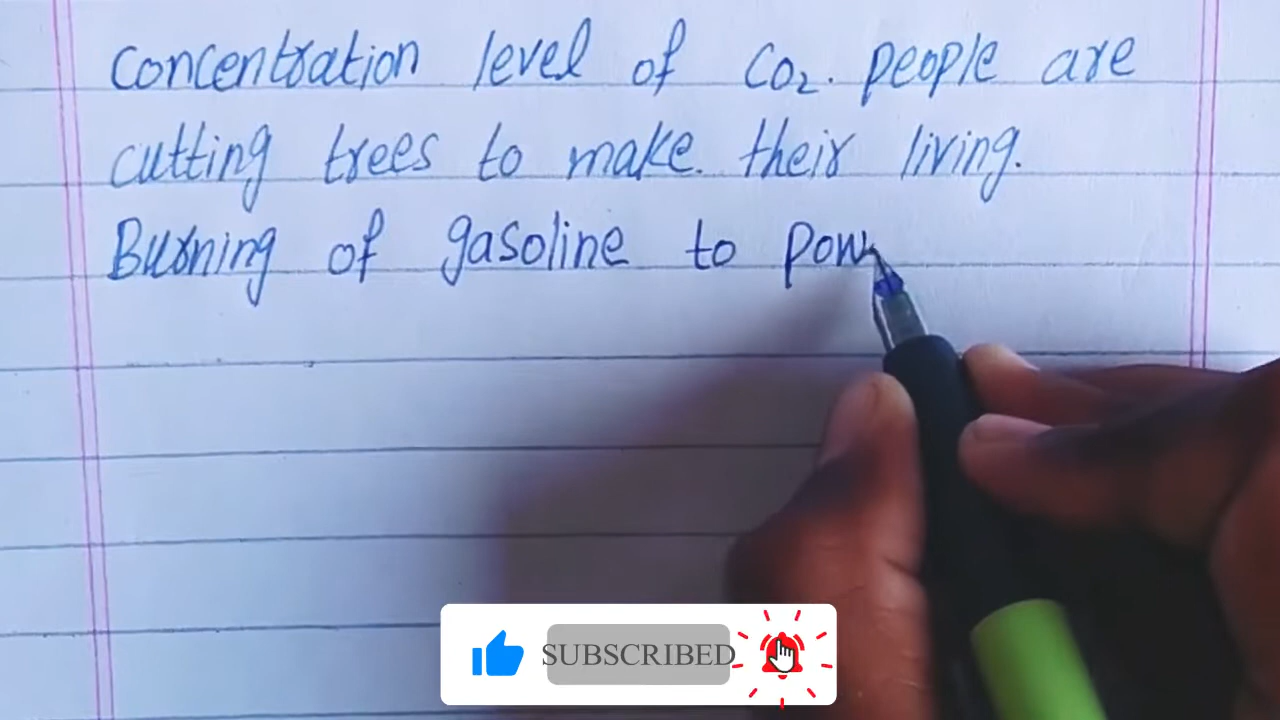 Concentration level of CO₂. people are
cutting trees to make. their living.
Burning of gasoline to pow
SUBSCRIBED